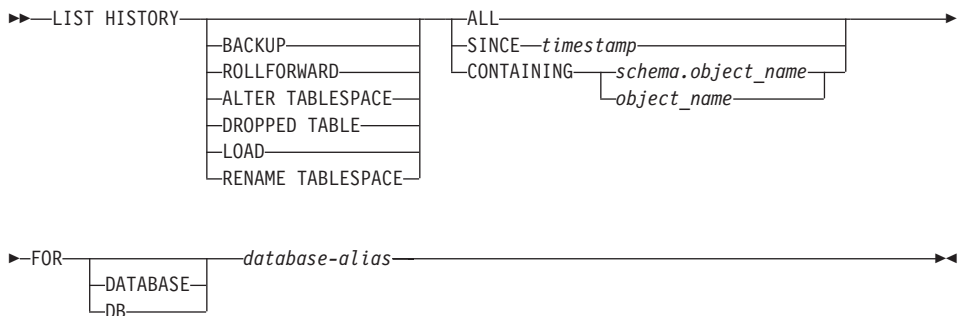 LIST HISTORY ALL
BACKUP SINCE timestamp
ROLLFORWARD CONTAINING schema.object_name
ALTER TABLESPACE object_name
DROPPED TABLE
LOAD
RENAME TABLESPACE
FOR database-alias
DATABASE
DB